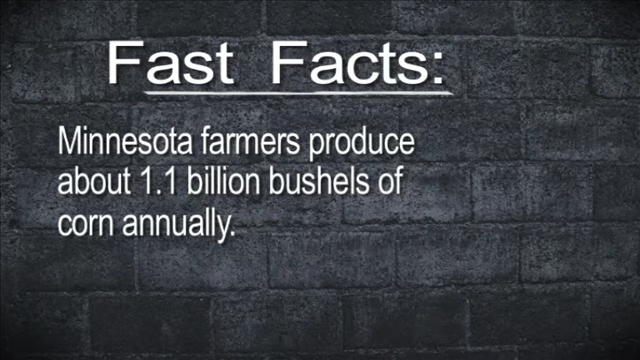 Fast Facts:
Minnesota farmers produce
about 1.1 billion bushels of
corn annually.